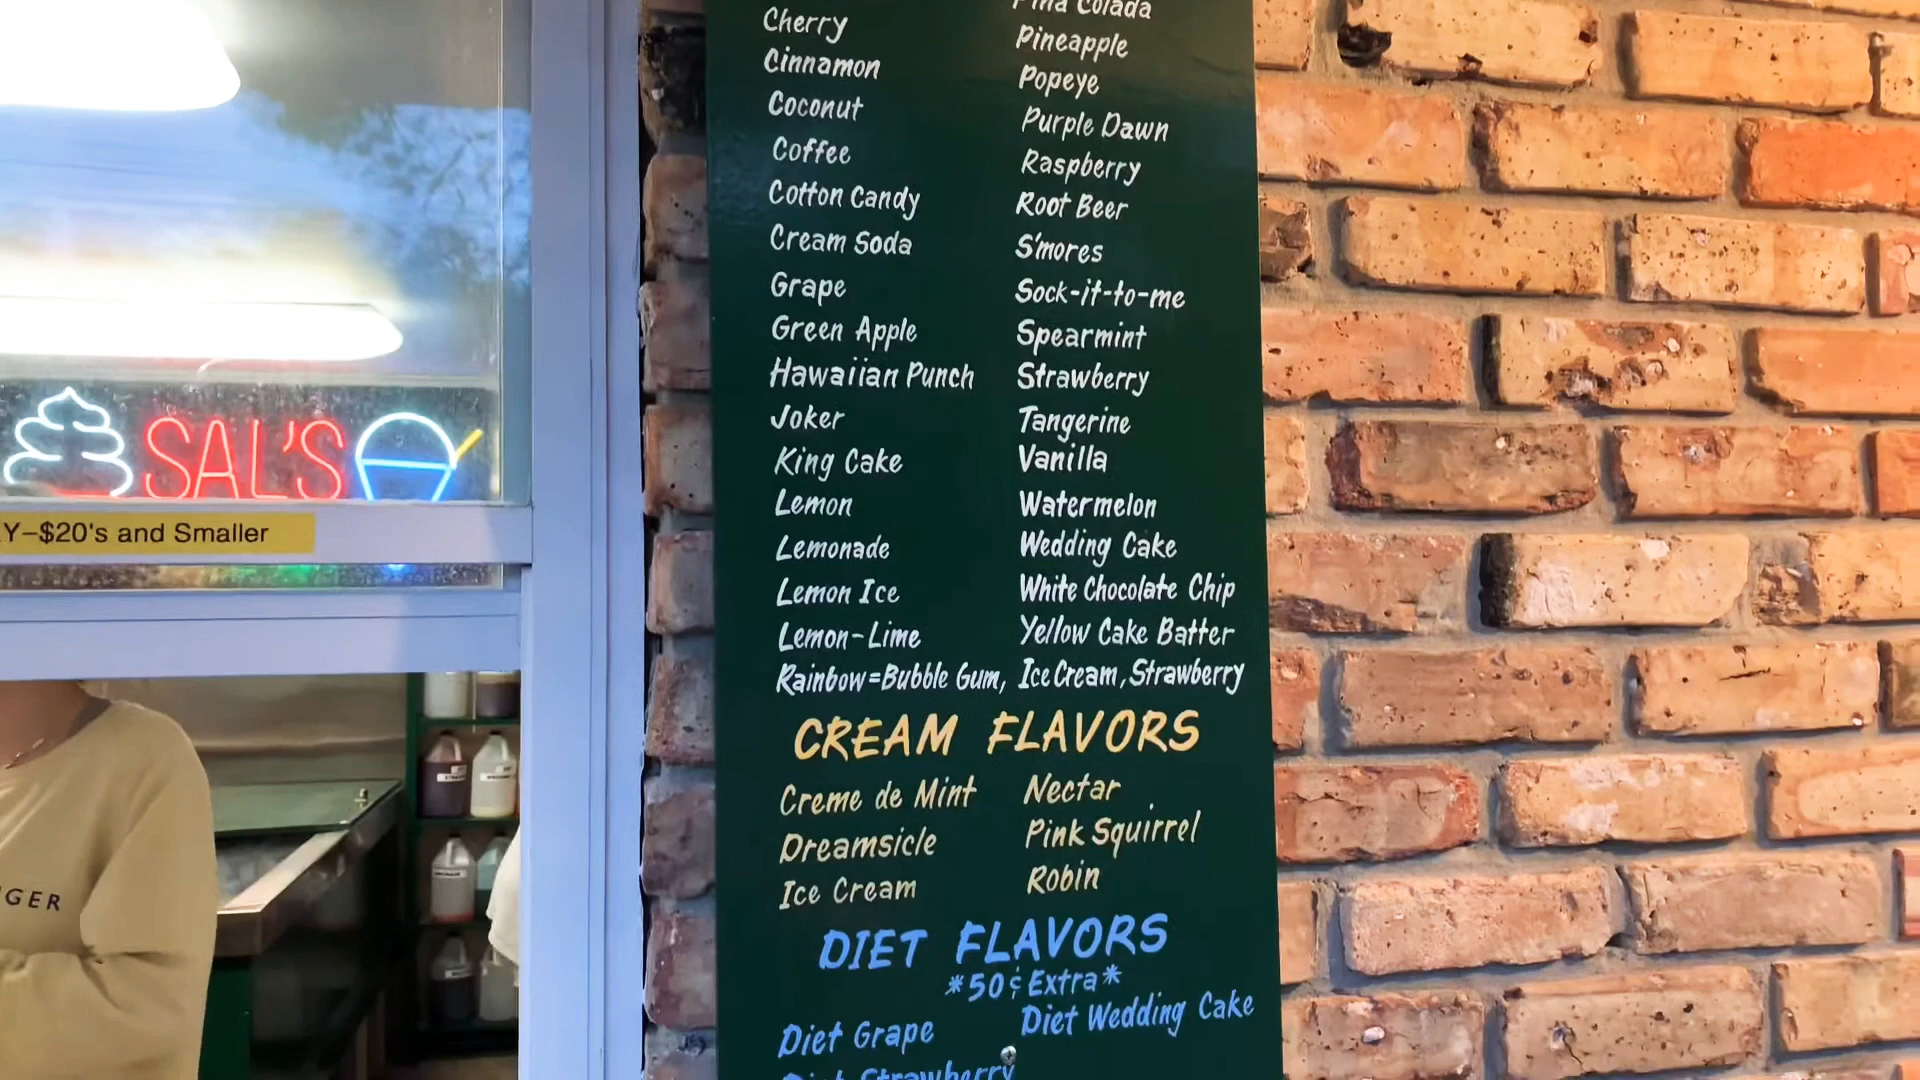 Cherry
Cinnamon
Coconut
Coffee
Cotton Candy
Cream Soda
Grape
Green Apple
Hawaiian Punch
Joker
King Cake
Lemon
Lemonade
Lemon Ice
Lemon-Lime
Colada
Pineapple
Popeye
Purple Dawn
Raspberry
Root Beer
S'mores
Sock-it-to-me
Spearmint
Strawberry
Tangerine
Vanilla
Watermelon
Wedding Cake
White Chocolate Chip
Yellow Cake Batter
Rainbow=Bubble Gum, Ice Cream, Strawberry
CREAM FLAVORS
Creme de Mint
Dreamsicle
Ice Cream
Nectar
Pink Squirrel
Robin
DIET FLAVORS
*50¢ Extra*
Diet Grape
Diet Strawberry
Diet Wedding Cake
SAL'S
Y–$20's and Smaller
GER